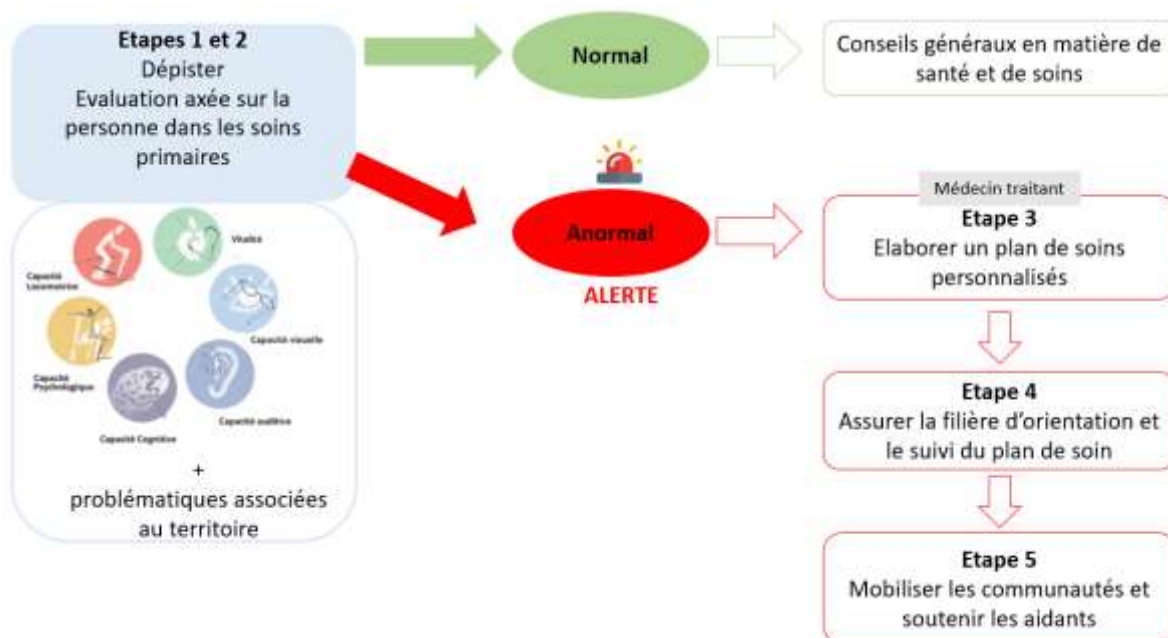 Etapes 1 et 2
Dépister
Evaluation axée sur la
personne dans les soins
primaires
Normal
Conseils généraux en matière de
santé et de soins
Anormal
ALERTE
Médecin traitant
Etape 3
Elaborer un plan de soins
personnalisés
Etape 4
Assurer la filière d'orientation et
le suivi du plan de soin
Etape 5
Mobiliser les communautés et
soutenir les aidants
Vitalité
Capacité
Locomotrice
Capacité visuelle
Capacité
Psychologique
Capacité auditive
Capacité Cognitive
+
problématiques associées
au territoire